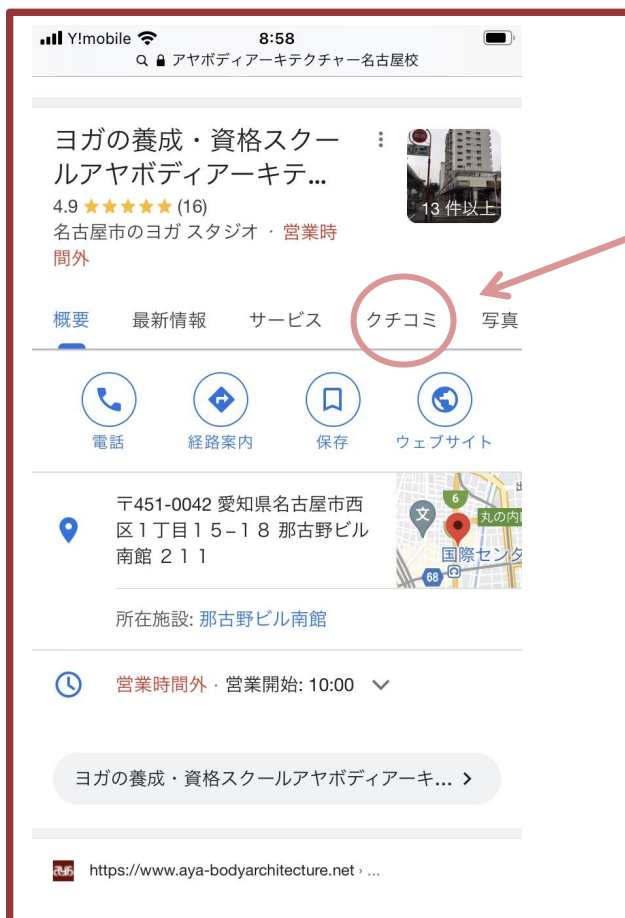 Y!mobile 8:58
アヤボディアーキテクチャー名古屋校
ヨガの養成・資格スクー
ルアヤボディアーキテ...
4.9 ★★★★★ (16)
名古屋市のヨガ スタジオ · 営業時
間外
13 件以上
概要 最新情報 サービス クチコミ 写真
電話 経路案内 保存 ウェブサイト
〒451-0042 愛知県名古屋市西
区1丁目15−18 那古野ビル
南館 211
文 6 丸の内
国際センタ
68
所在施設: 那古野ビル南館
営業時間外 · 営業開始: 10:00
ヨガの養成・資格スクールアヤボディアーキ...
aya https://www.aya-bodyarchitecture.net › ...